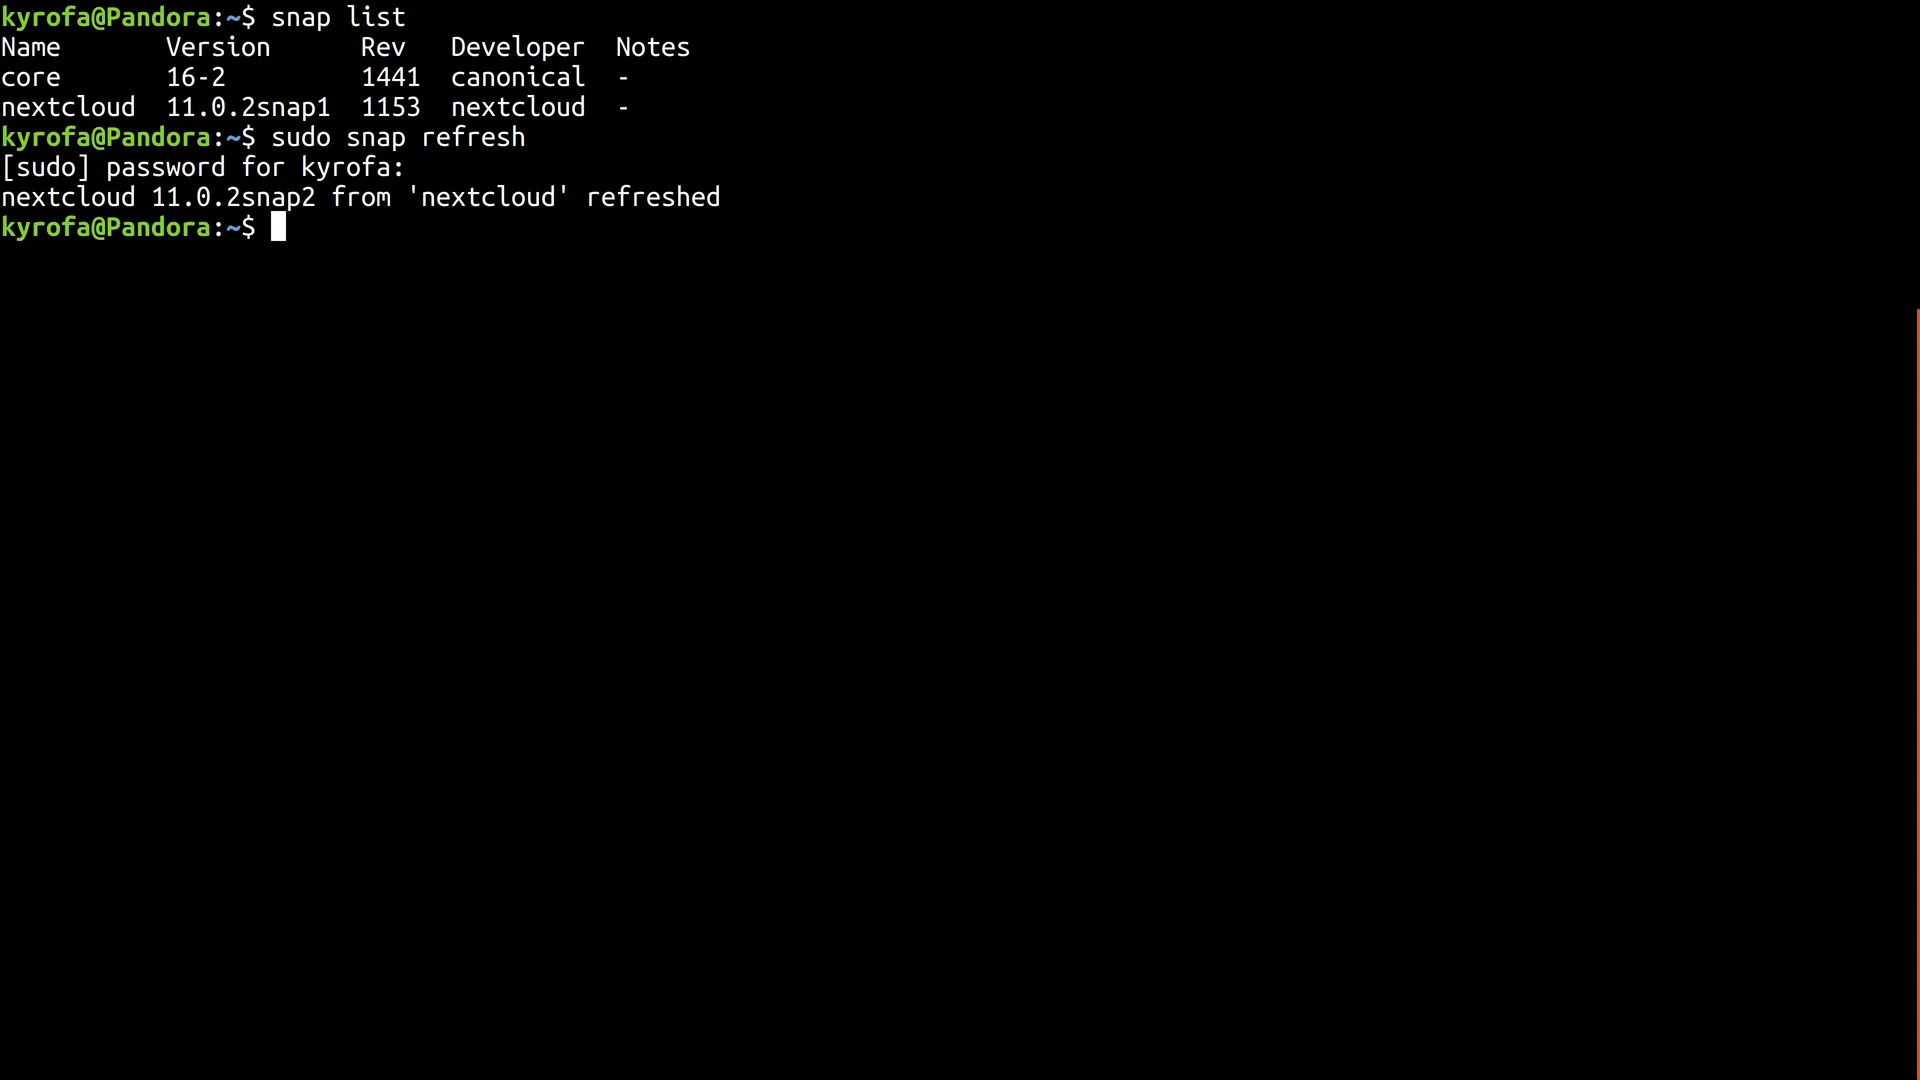 kyrofa@Pandora:~$ snap list
Name       Version      Rev   Developer  Notes
core       16-2         1441  canonical  -
nextcloud  11.0.2snap1  1153  nextcloud  -
kyrofa@Pandora:~$ sudo snap refresh
[sudo] password for kyrofa:
nextcloud 11.0.2snap2 from 'nextcloud' refreshed
kyrofa@Pandora:~$